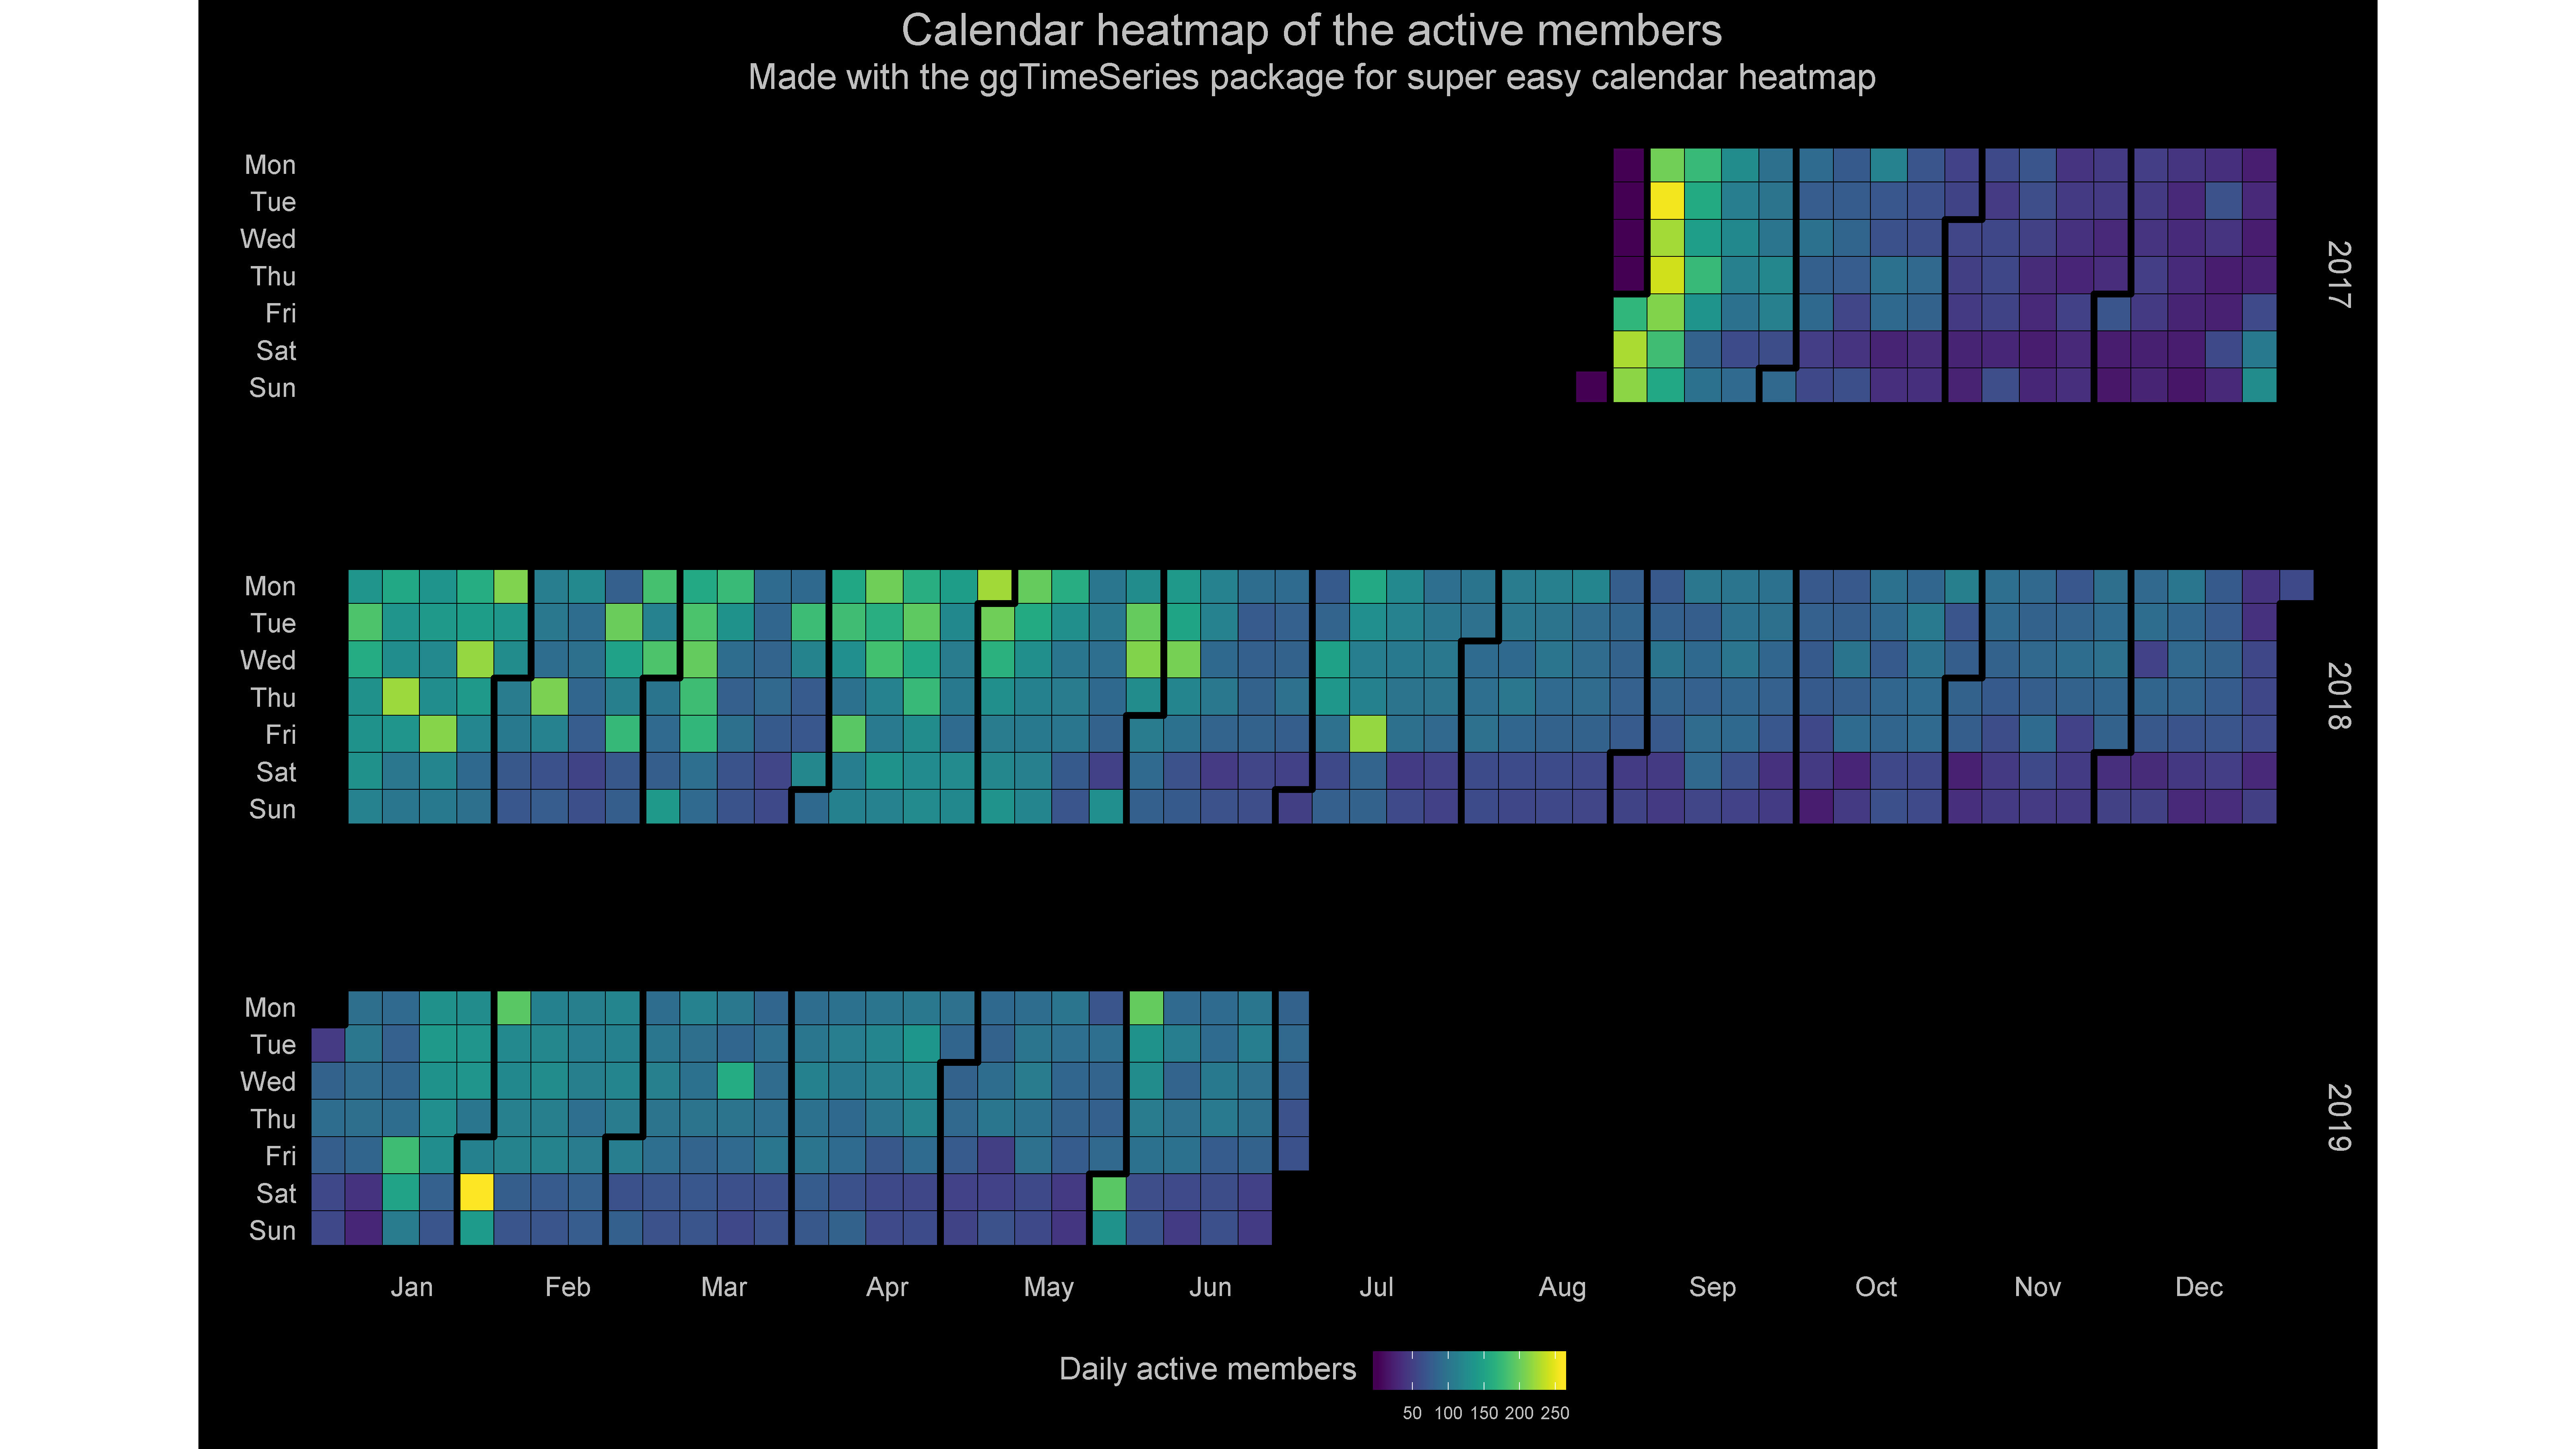 Calendar heatmap of the active members
Made with the ggTimeSeries package for super easy calendar heatmap
Mon
Tue
Wed
Thu
Fri
Sat
Sun
2017
Mon
Tue
Wed
Thu
Fri
Sat
Sun
2018
Mon
Tue
Wed
Thu
Fri
Sat
Sun
2019
Jan Feb Mar Apr May Jun Jul Aug Sep Oct Nov Dec
Daily active members
50 100 150 200 250